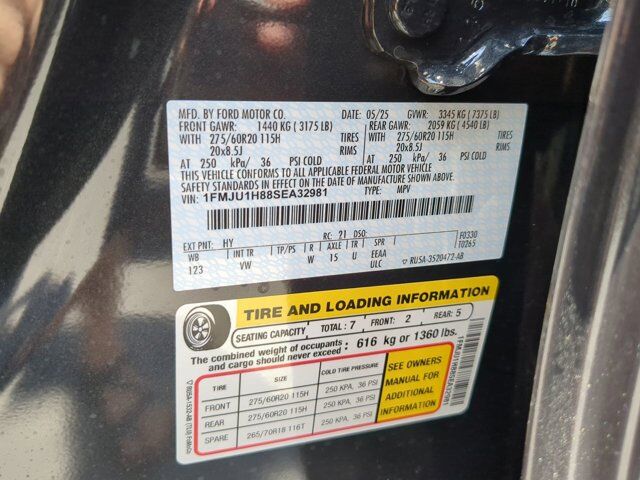 MFD. BY FORD MOTOR CO. DATE: 05/25 GVWR: 3345 KG ( 7375 LB)
FRONT GAWR: 1440 KG ( 3175 LB) REAR GAWR: 2059 KG ( 4540 LB)
WITH 275/60R20 115H TIRES WITH 275/60R20 115H TIRES
20x8.5J RIMS 20x8.5J RIMS
AT 250 kPa/ 36 PSI COLD AT 250 kPa/ 36 PSI COLD
THIS VEHICLE CONFORMS TO ALL APPLICABLE FEDERAL MOTOR VEHICLE
SAFETY STANDARDS IN EFFECT ON THE DATE OF MANUFACTURE SHOWN ABOVE.
VIN: 1FMJU1H88SEA32981 TYPE: MPV
EXT PNT: HY RC: 21 DSO: F0330
WB INT TR TP/PS R AXLE TR SPR T0265
123 VW W 15 U EEAA
ULC ▽ RUSA-3520472-AB
TIRE AND LOADING INFORMATION
SEATING CAPACITY TOTAL: 7 FRONT: 2 REAR: 5
The combined weight of occupants and cargo should never exceed: 616 kg or 1360 lbs.
TIRE SIZE COLD TIRE PRESSURE
FRONT 275/60R20 115H 250 KPA, 36 PSI
REAR 275/60R20 115H 250 KPA, 36 PSI
SPARE 265/70R18 116T 250 KPA, 36 PSI
SEE OWNERS
MANUAL FOR
ADDITIONAL
INFORMATION